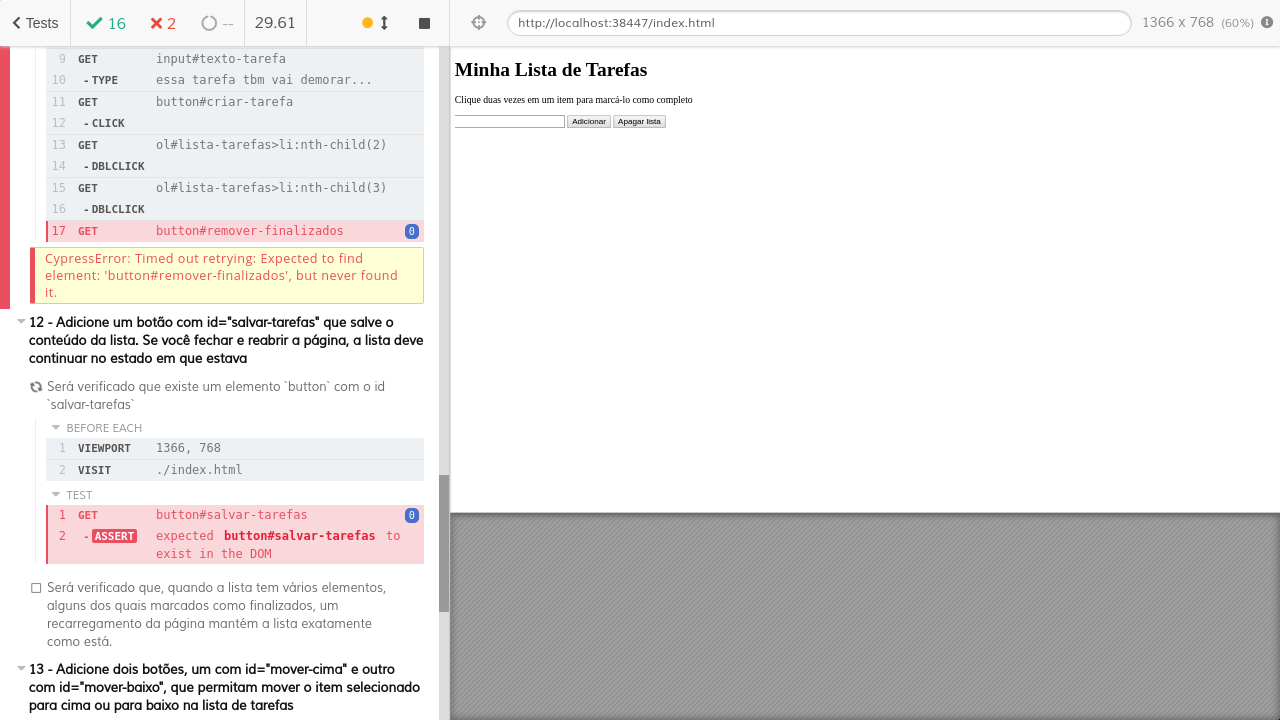 Tests 16 2 -- 29.61
http://localhost:38447/index.html 1366 x 768 (60%)
9 GET input#texto-tarefa
10 - TYPE essa tarefa tbm vai demorar...
11 GET button#criar-tarefa
12 - CLICK
13 GET ol#lista-tarefas>li:nth-child(2)
14 - DBLCLICK
15 GET ol#lista-tarefas>li:nth-child(3)
16 - DBLCLICK
17 GET button#remover-finalizados 0
CypressError: Timed out retrying: Expected to find
element: 'button#remover-finalizados', but never found
it.
12 - Adicione um botão com id="salvar-tarefas" que salve o
conteúdo da lista. Se você fechar e reabrir a página, a lista deve
continuar no estado em que estava
Será verificado que existe um elemento `button` com o id
`salvar-tarefas`
BEFORE EACH
1 VIEWPORT 1366, 768
2 VISIT ./index.html
TEST
1 GET button#salvar-tarefas 0
2 - ASSERT expected button#salvar-tarefas to
exist in the DOM
Será verificado que, quando a lista tem vários elementos,
alguns dos quais marcados como finalizados, um
recarregamento da página mantém a lista exatamente
como está.
13 - Adicione dois botões, um com id="mover-cima" e outro
com id="mover-baixo", que permitam mover o item selecionado
para cima ou para baixo na lista de tarefas
Minha Lista de Tarefas
Clique duas vezes em um item para marcá-lo como completo
Adicionar Apagar lista